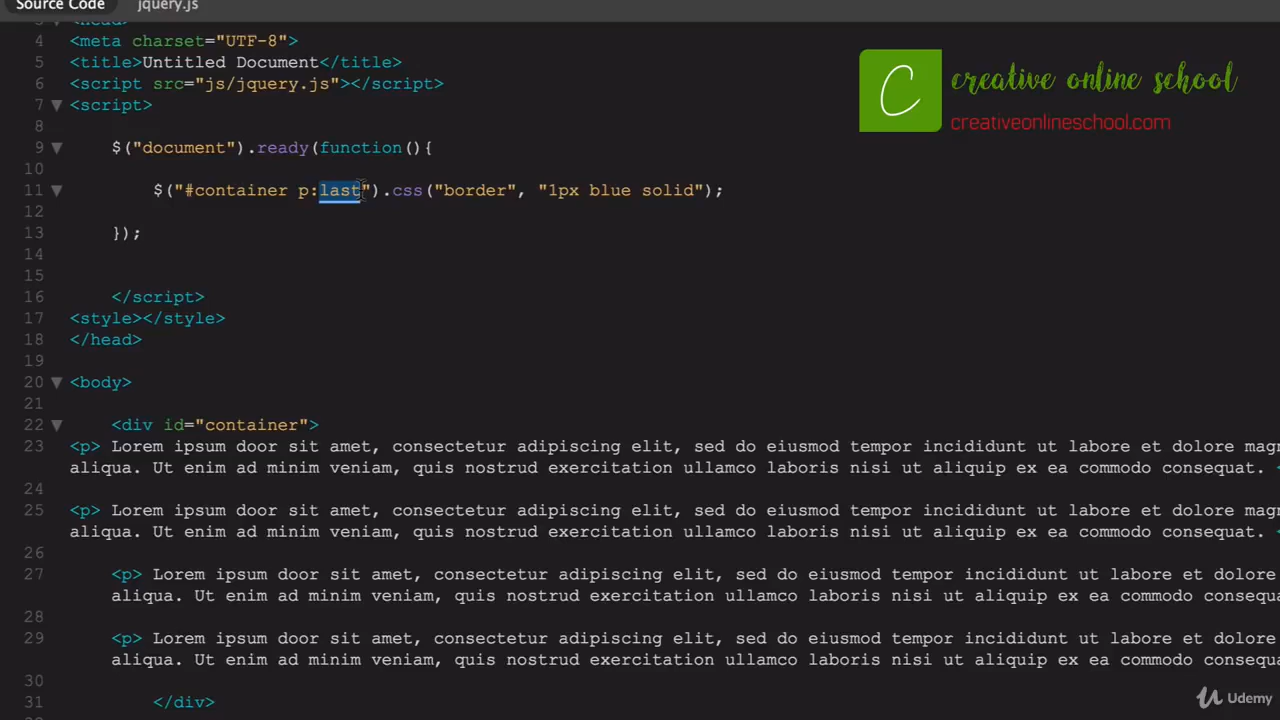 Source Code jquery.js
3 <head>
4 <meta charset="UTF-8">
5 <title>Untitled Document</title>
6 <script src="js/jquery.js"></script>
7 <script>
8
9 $("document").ready(function(){
10
11 $("#container p:last").css("border", "1px blue solid");
12
13 });
14
15
16 </script>
17 <style></style>
18 </head>
19
20 <body>
21
22 <div id="container">
23 <p> Lorem ipsum door sit amet, consectetur adipiscing elit, sed do eiusmod tempor incididunt ut labore et dolore magn
aliqua. Ut enim ad minim veniam, quis nostrud exercitation ullamco laboris nisi ut aliquip ex ea commodo consequat. <
24
25 <p> Lorem ipsum door sit amet, consectetur adipiscing elit, sed do eiusmod tempor incididunt ut labore et dolore magn
aliqua. Ut enim ad minim veniam, quis nostrud exercitation ullamco laboris nisi ut aliquip ex ea commodo consequat. <
26
27 <p> Lorem ipsum door sit amet, consectetur adipiscing elit, sed do eiusmod tempor incididunt ut labore et dolore
aliqua. Ut enim ad minim veniam, quis nostrud exercitation ullamco laboris nisi ut aliquip ex ea commodo consequa
28
29 <p> Lorem ipsum door sit amet, consectetur adipiscing elit, sed do eiusmod tempor incididunt ut labore et dolore
aliqua. Ut enim ad minim veniam, quis nostrud exercitation ullamco laboris nisi ut aliquip ex ea commodo consequa
30
31 </div>
C creative online school
creativeonlineschool.com
Udemy